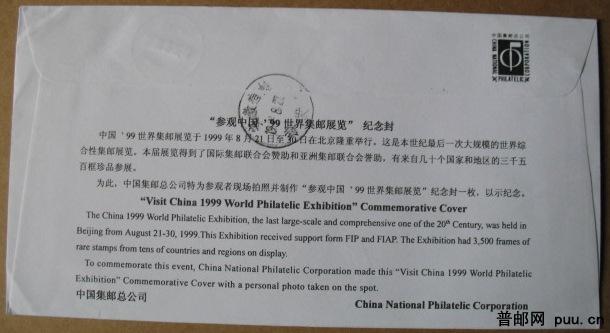 中国集邮总公司
CHINA NATIONAL PHILATELIC CORPORATION
“参观中国·’99世界集邮展览” 纪念封
中国’99世界集邮展览于1999年8月21日至30日在北京隆重举行。这是本世纪最后一次大规模的世界综
合性集邮展览。本届展览得到了国际集邮联合会赞助和亚洲集邮联合会赞助，有来自几十个国家和地区的三千五
百框珍品参展。
为此，中国集邮总公司特为参观者现场拍照并制作“参观中国’99世界集邮展览”纪念封一枚，以示纪念。
“Visit China 1999 World Philatelic Exhibition” Commemorative Cover
The China 1999 World Philatelic Exhibition, the last large-scale and comprehensive one of the 20th Century, was held in
Beijing from August 21-30, 1999.This Exhibition received support form FIP and FIAP. The Exhibition had 3,500 frames of
rare stamps from tens of countries and regions on display.
To commemorate this event, China National Philatelic Corporation made this “Visit China 1999 World Philatelic
Exhibition” Commemorative Cover with a personal photo taken on the spot.
中国集邮总公司
China National Philatelic Corporation
普邮网 puu.cn